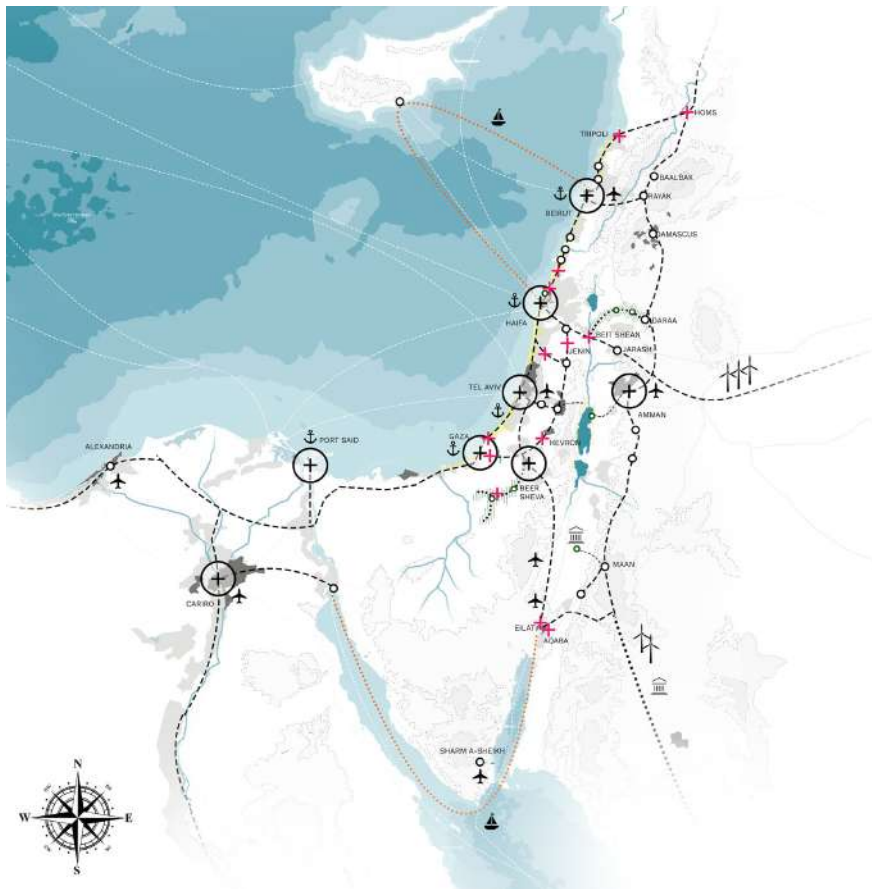 HOMS
TRIPOLI
BAALBAK
RAYAK
BEIRUT
DAMASCUS
HAIFA
DARAA
BEIT SHEAN
JENIN
JARASH
TEL AVIV
AMMAN
GAZA
PORT SAID
HEVRON
ALEXANDRIA
BEER
SHEVA
MAAN
CARIRO
EILAT
AQABA
SHARM A-SHEIKH
N
W
E
S